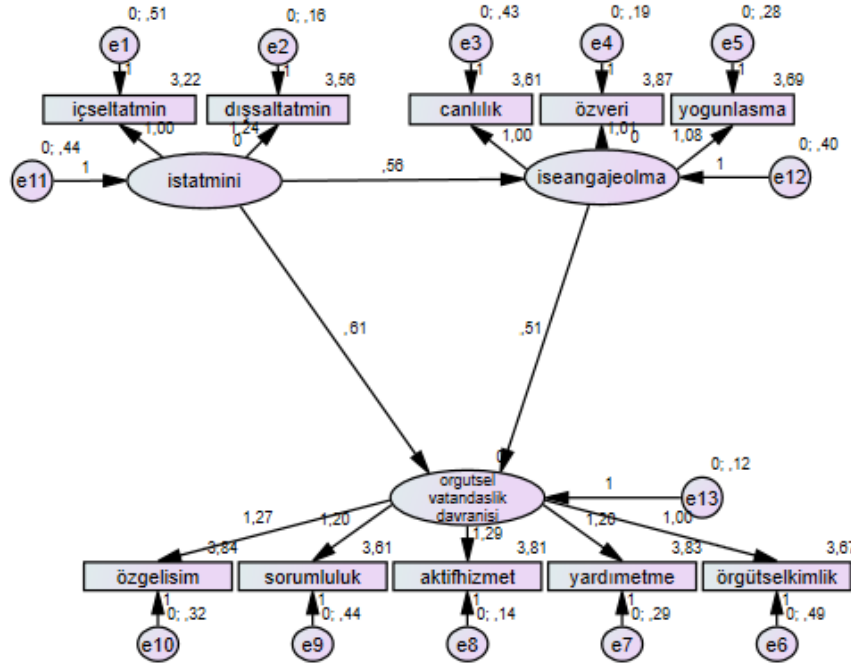 0; ,51
0; ,16
0; ,43
0; ,19
0; ,28
e1
e2
e3
e4
e5
1
1
1
1
1
3,22
3,56
3,61
3,87
3,69
içseltatmin
dışsaltatmin
canlılık
özveri
yogunlasma
1,00
1,24
0
1,00
1,01
0
1,08
0; ,44
0; ,40
e11
1
istatmini
,56
iseangajeolma
1
e12
,61
,51
0
0; ,12
orgutsel
vatandaslik
davranisi
1
e13
1,27
1,20
1,29
1,00
3,84
3,61
3,81
3,83
3,67
özgelisim
sorumluluk
aktifhizmet
yardımetme
örgütselkimlik
1
1
1
1
1
0; ,32
0; ,44
0; ,14
0; ,29
0; ,49
e10
e9
e8
e7
e6